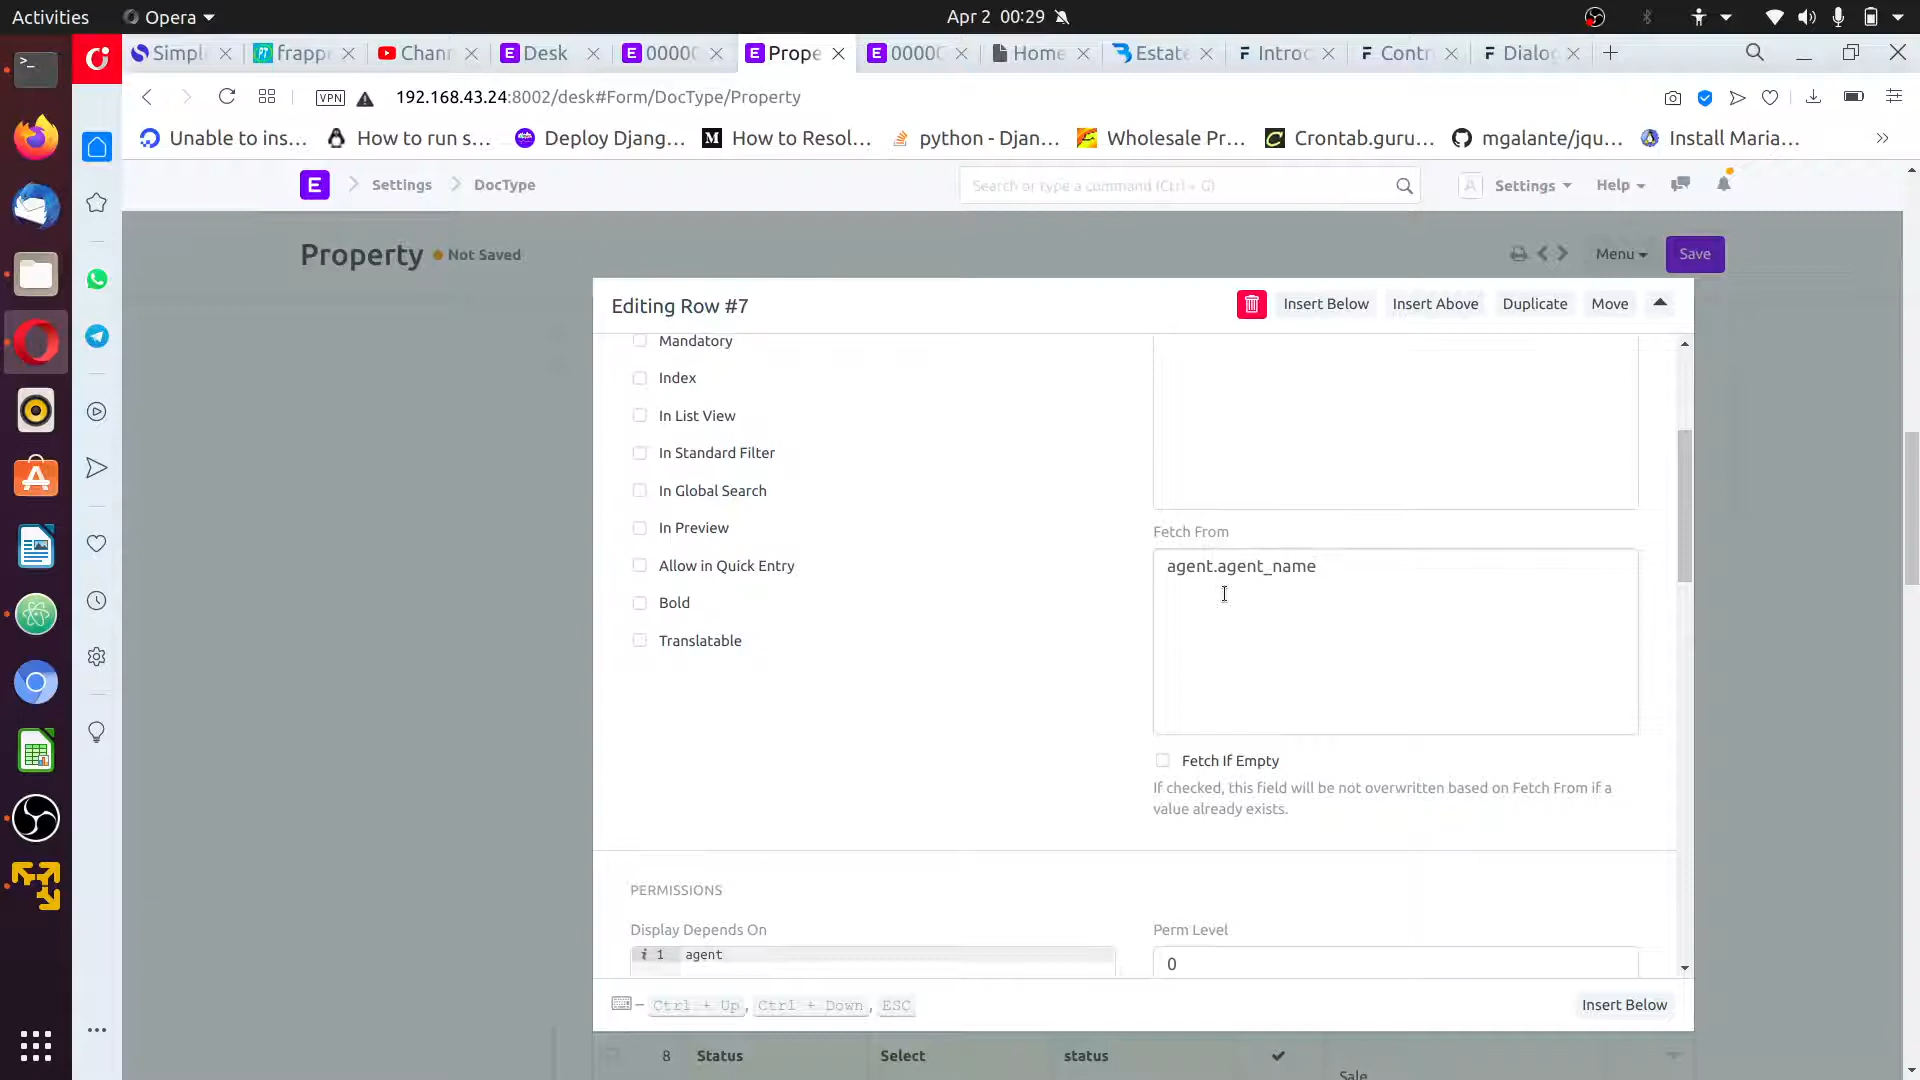 Activities
Opera
Apr 2 00:29
Simpl
frappe
Chann
Desk
0000
Prope
0000
Home
Estate
Introd
Contr
Dialo
VPN
192.168.43.24:8002/desk#Form/DocType/Property
Unable to ins...
How to run s...
Deploy Djang...
How to Resol...
python - Djan...
Wholesale Pr...
Crontab.guru...
mgalante/jqu...
Install Maria...
E
Settings
DocType
Search or type a command (Ctrl + G)
A
Settings
Help
Property
Not Saved
Menu
Save
Editing Row #7
Insert Below
Insert Above
Duplicate
Move
Mandatory
Index
In List View
In Standard Filter
In Global Search
In Preview
Allow in Quick Entry
Bold
Translatable
Fetch From
agent.agent_name
Fetch If Empty
If checked, this field will be not overwritten based on Fetch From if a
value already exists.
PERMISSIONS
Display Depends On
Perm Level
i 1 agent
0
Ctrl + Up, Ctrl + Down, ESC
Insert Below
8 Status Select status
Sale